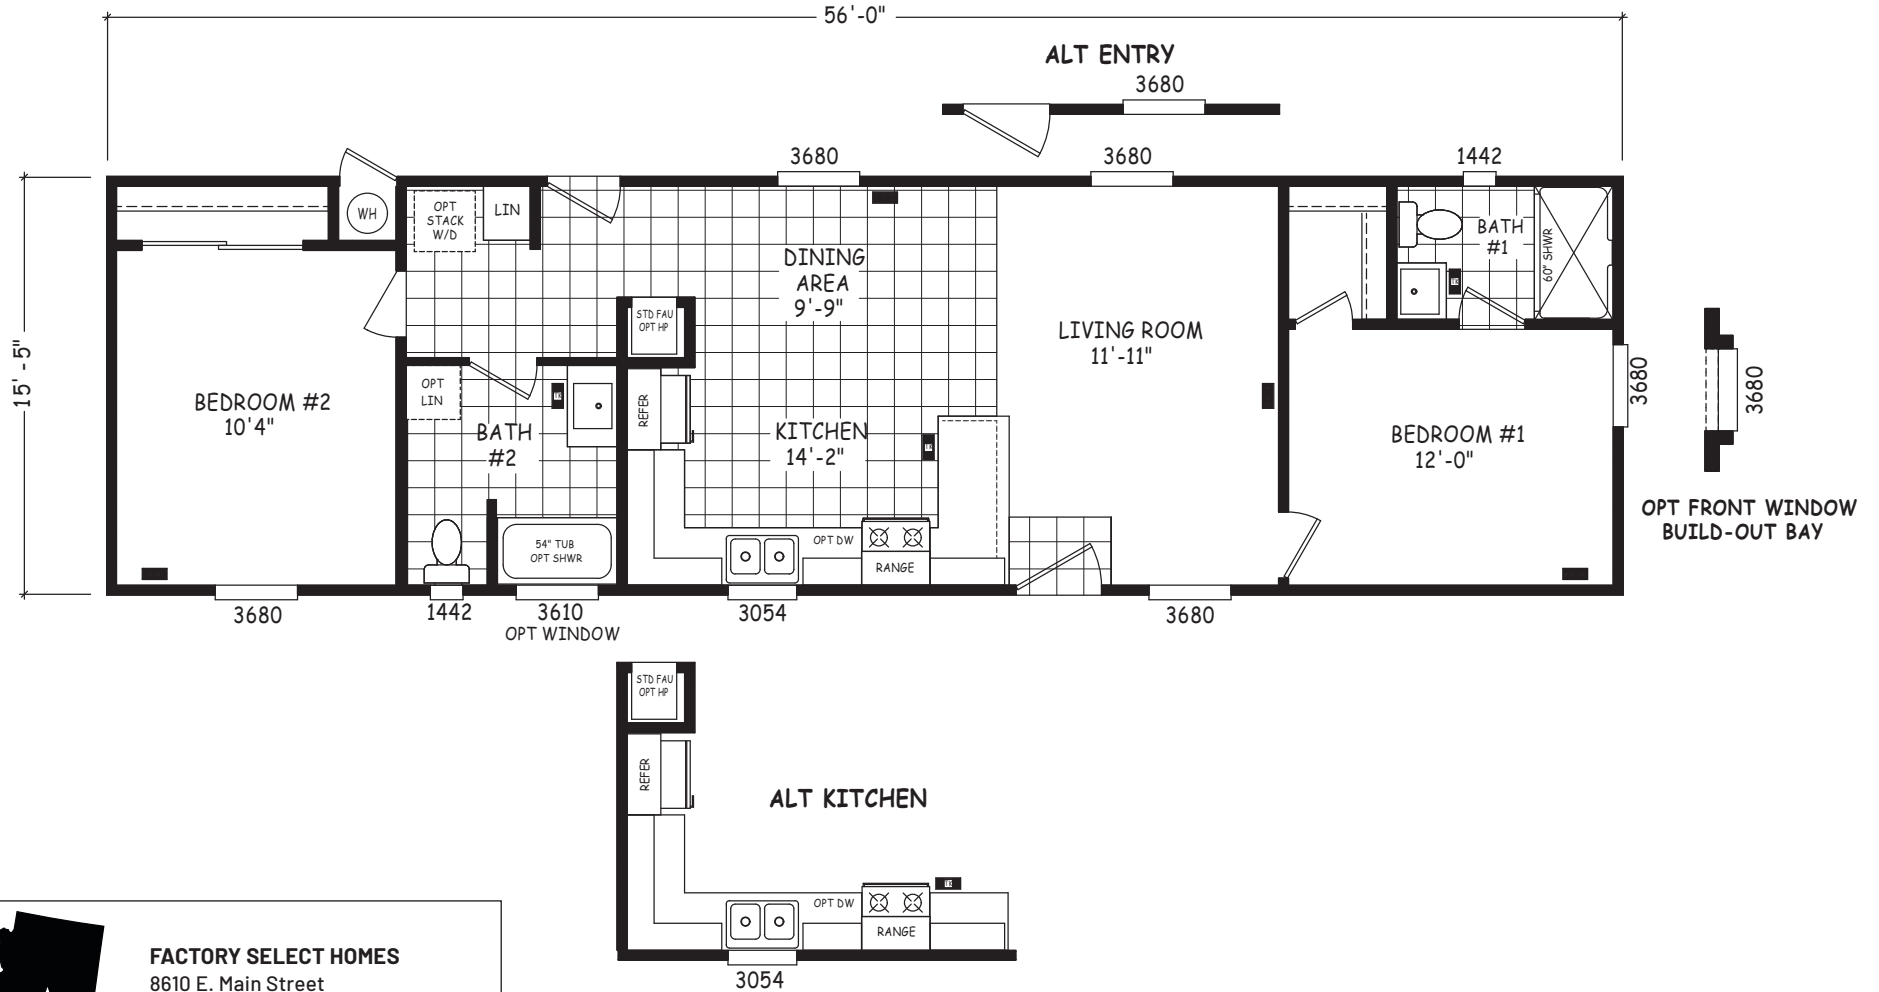 56'-0"
ALT ENTRY
3680
3680
3680
1442
15' - 5"
WH
OPT
STACK
W/D
LIN
DINING
AREA
9'-9"
STD FAU
OPT HP
LIVING ROOM
11'-11"
BATH
#1
60" SHWR
BEDROOM #2
10'4"
OPT
LIN
BATH
#2
REFER
KITCHEN
14'-2"
BEDROOM #1
12'-0"
3680
3680
OPT FRONT WINDOW
BUILD-OUT BAY
54" TUB
OPT SHWR
OPT DW
RANGE
3680
1442
3610
OPT WINDOW
3054
3680
STD FAU
OPT HP
REFER
ALT KITCHEN
OPT DW
RANGE
3054
FACTORY SELECT HOMES
8610 E. Main Street